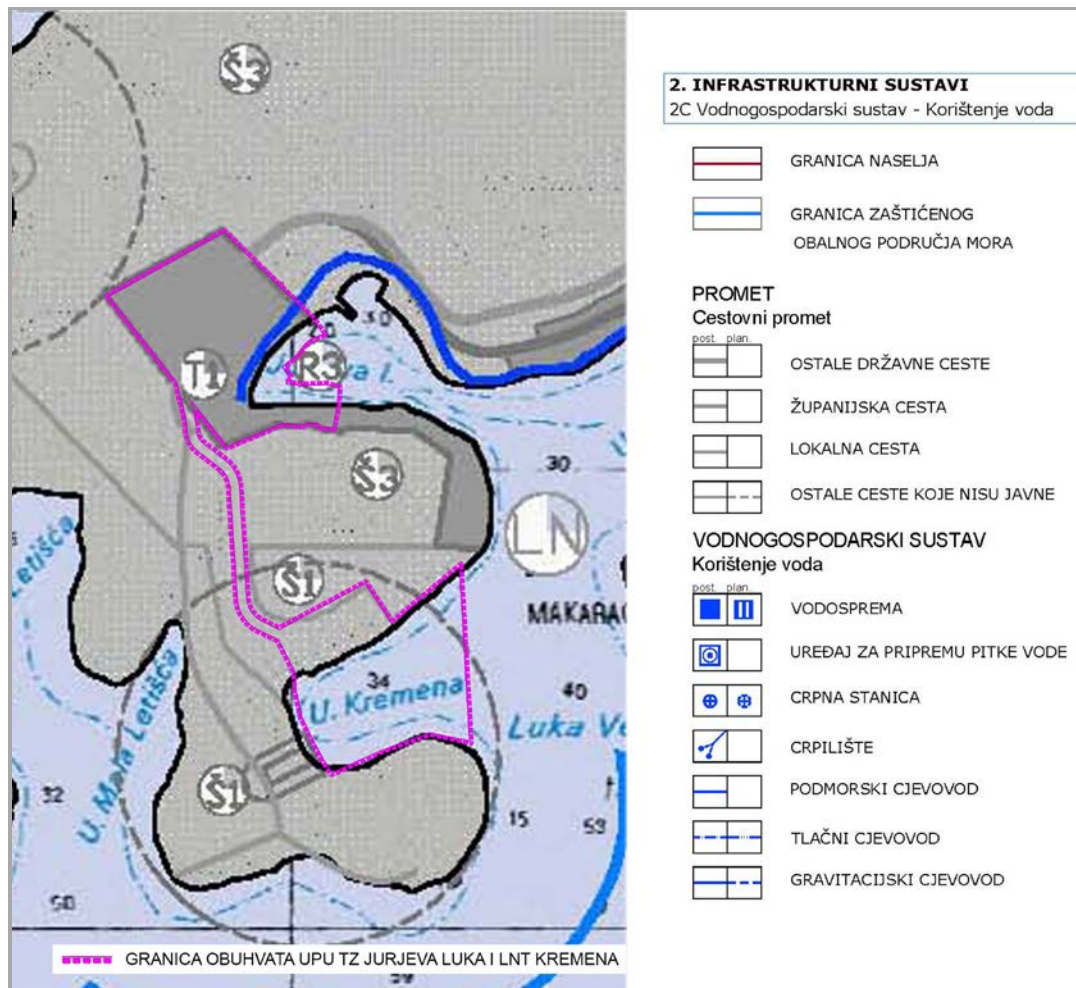 Š3
20
30
T1
R3
30
Š3
LN
Š1
MAKARAC
34
U. Kremena
40
Luka Ve
U. Mala Letišća
Letišća
Š1
32
15
53
50
59
GRANICA OBUHVATA UPU TZ JURJEVA LUKA I LNT KREMENA
2. INFRASTRUKTURNI SUSTAVI
2C Vodnogospodarski sustav - Korištenje voda
GRANICA NASELJA
GRANICA ZAŠTIĆENOG
OBALNOG PODRUČJA MORA
PROMET
Cestovni promet
post. plan.
OSTALE DRŽAVNE CESTE
ŽUPANIJSKA CESTA
LOKALNA CESTA
OSTALE CESTE KOJE NISU JAVNE
VODNOGOSPODARSKI SUSTAV
Korištenje voda
post. plan.
VODOSPREMA
UREĐAJ ZA PRIPREMU PITKE VODE
CRPNA STANICA
CRPILIŠTE
PODMORSKI CJEVOVOD
TLAČNI CJEVOVOD
GRAVITACIJSKI CJEVOVOD